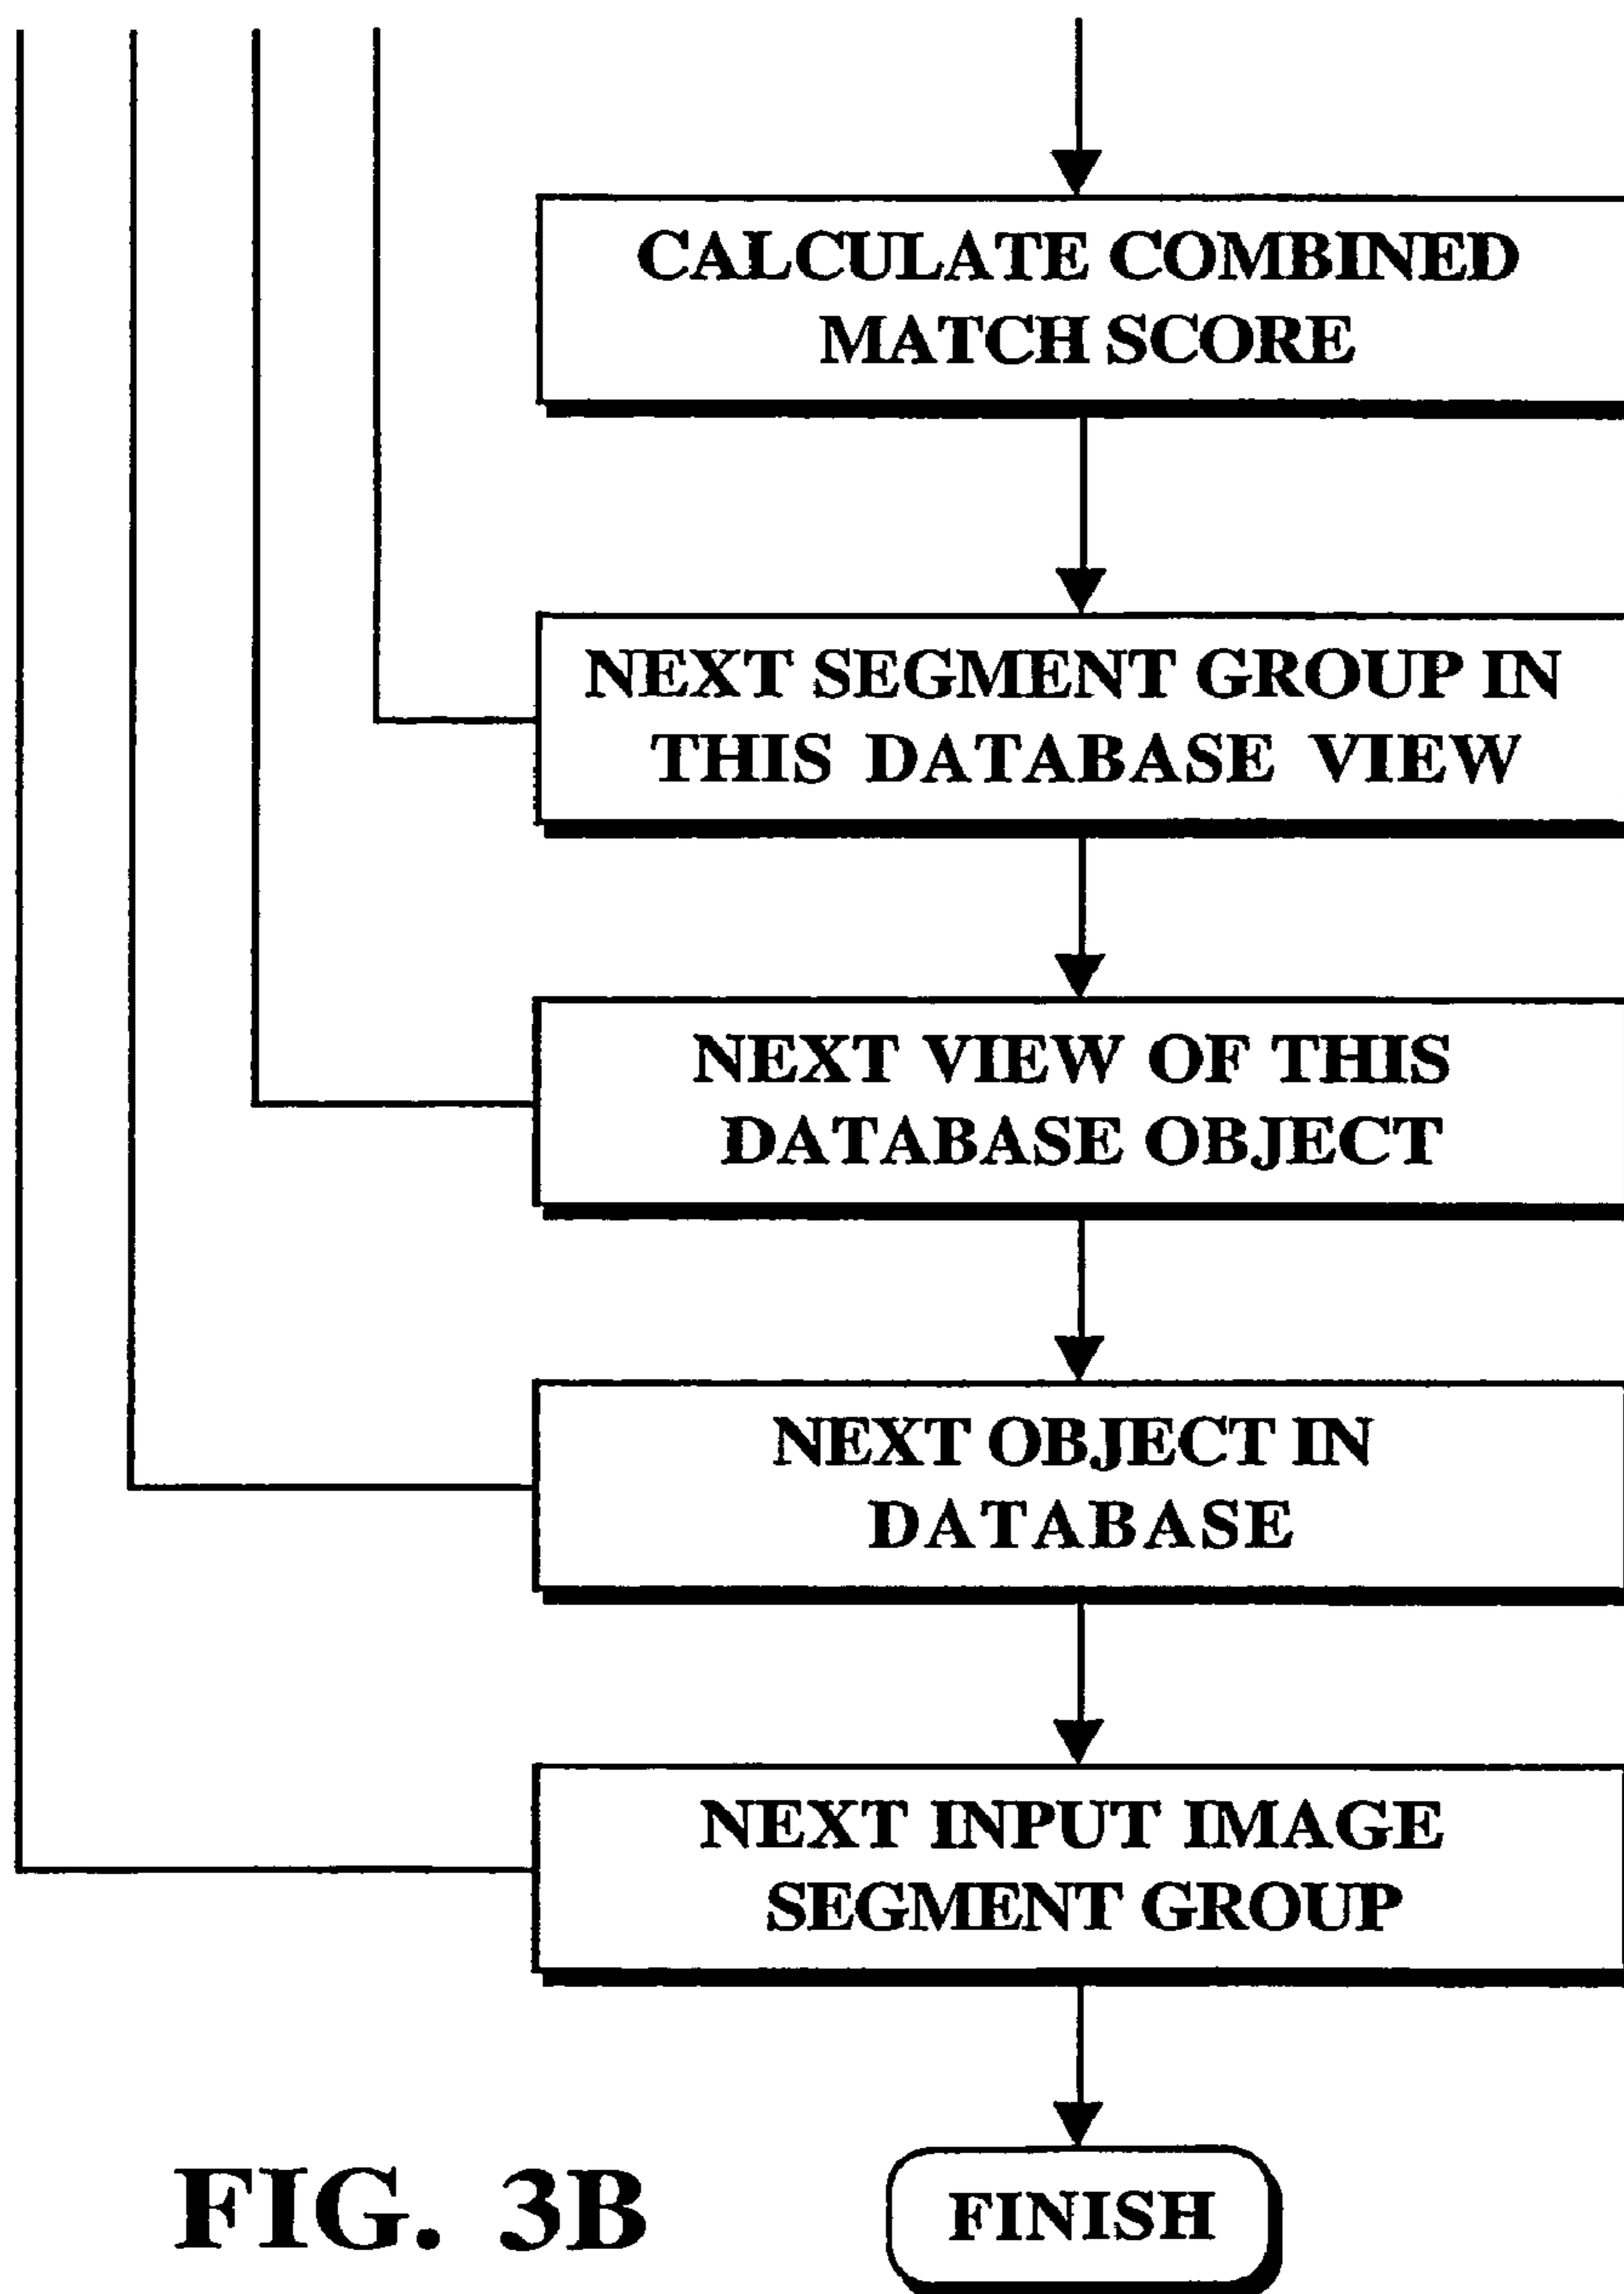 CALCULATE COMBINED
MATCH SCORE
NEXT SEGMENT GROUP IN
THIS DATABASE VIEW
NEXT VIEW OF THIS
DATABASE OBJECT
NEXT OBJECT IN
DATABASE
NEXT INPUT IMAGE
SEGMENT GROUP
FINISH
FIG. 3B